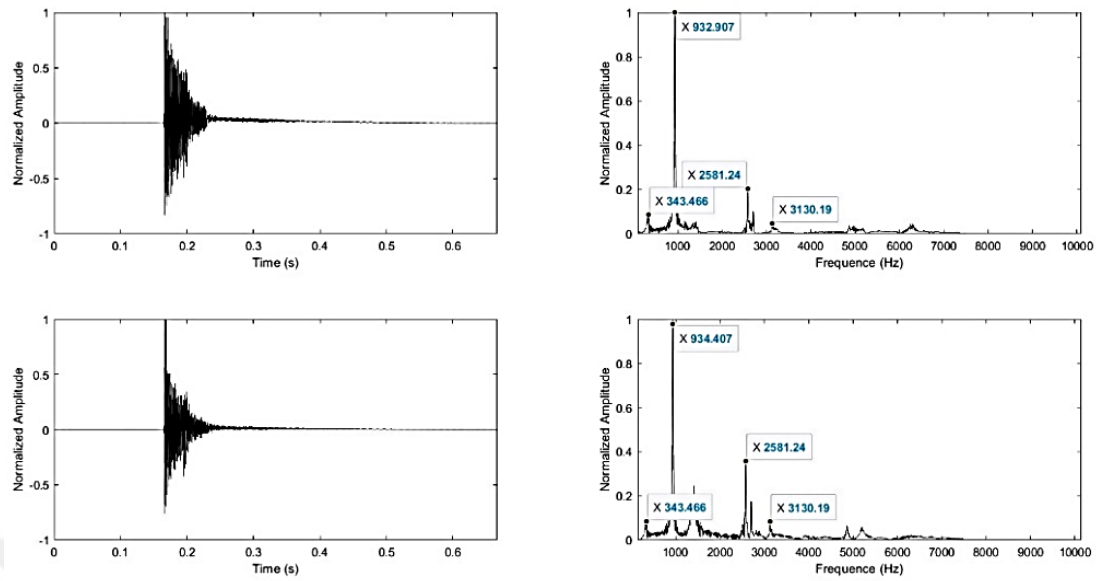 1
0.5
0
-0.5
-1
Normalized Amplitude
0 0.1 0.2 0.3 0.4 0.5 0.6
Time (s)
1
0.8
0.6
0.4
0.2
0
Normalized Amplitude
X 932.907
X 2581.24
X 343.466
X 3130.19
1000 2000 3000 4000 5000 6000 7000 8000 9000 10000
Frequence (Hz)
1
0.5
0
-0.5
-1
Normalized Amplitude
0 0.1 0.2 0.3 0.4 0.5 0.6
Time (s)
1
0.8
0.6
0.4
0.2
0
Normalized Amplitude
X 934.407
X 2581.24
X 343.466
X 3130.19
1000 2000 3000 4000 5000 6000 7000 8000 9000 10000
Frequence (Hz)